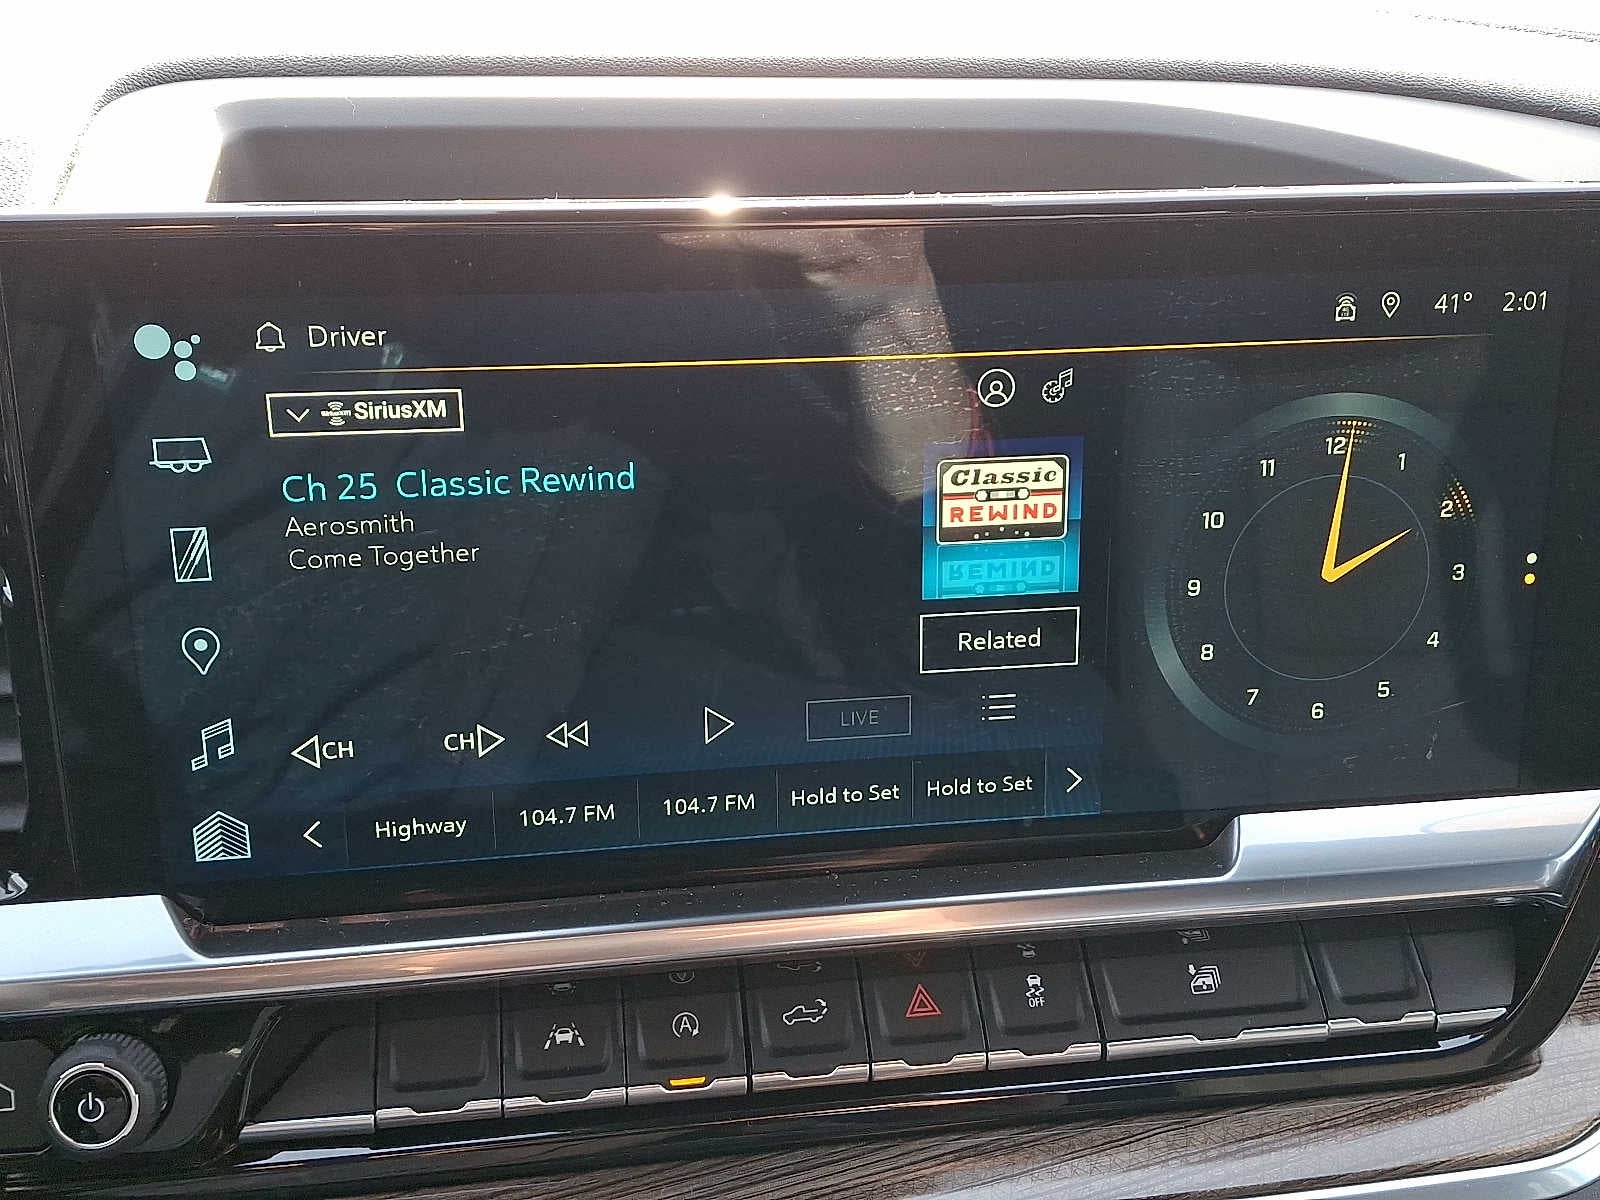 Driver
41° 2:01
SiriusXM
Ch 25 Classic Rewind
Aerosmith
Come Together
Classic
REWIND
Related
12
1
2
3
4
5
6
7
8
9
10
11
CH
CH
LIVE
Highway
104.7 FM
104.7 FM
Hold to Set
Hold to Set
A
OFF